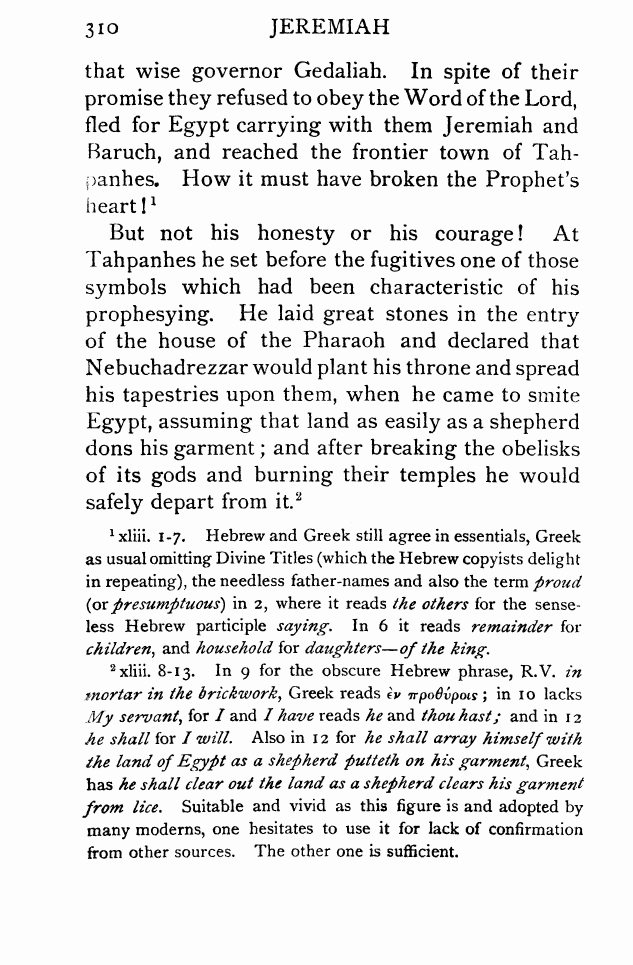 310 JEREMIAH
that wise governor Gedaliah. In spite of their
promise they refused to obey the Word of the Lord,
fled for Egypt carrying with them Jeremiah and
Baruch, and reached the frontier town of Tah-
panhes. How it must have broken the Prophet's
heart!¹
But not his honesty or his courage! At
Tahpanhes he set before the fugitives one of those
symbols which had been characteristic of his
prophesying. He laid great stones in the entry
of the house of the Pharaoh and declared that
Nebuchadrezzar would plant his throne and spread
his tapestries upon them, when he came to smite
Egypt, assuming that land as easily as a shepherd
dons his garment; and after breaking the obelisks
of its gods and burning their temples he would
safely depart from it.²
¹ xliii. 1-7. Hebrew and Greek still agree in essentials, Greek
as usual omitting Divine Titles (which the Hebrew copyists delight
in repeating), the needless father-names and also the term proud
(or presumptuous) in 2, where it reads the others for the sense-
less Hebrew participle saying. In 6 it reads remainder for
children, and household for daughters—of the king.
² xliii. 8-13. In 9 for the obscure Hebrew phrase, R.V. in
mortar in the brickwork, Greek reads ἐν προθύροις; in 10 lacks
My servant, for I and I have reads he and thou hast; and in 12
he shall for I will. Also in 12 for he shall array himself with
the land of Egypt as a shepherd putteth on his garment, Greek
has he shall clear out the land as a shepherd clears his garment
from lice. Suitable and vivid as this figure is and adopted by
many moderns, one hesitates to use it for lack of confirmation
from other sources. The other one is sufficient.